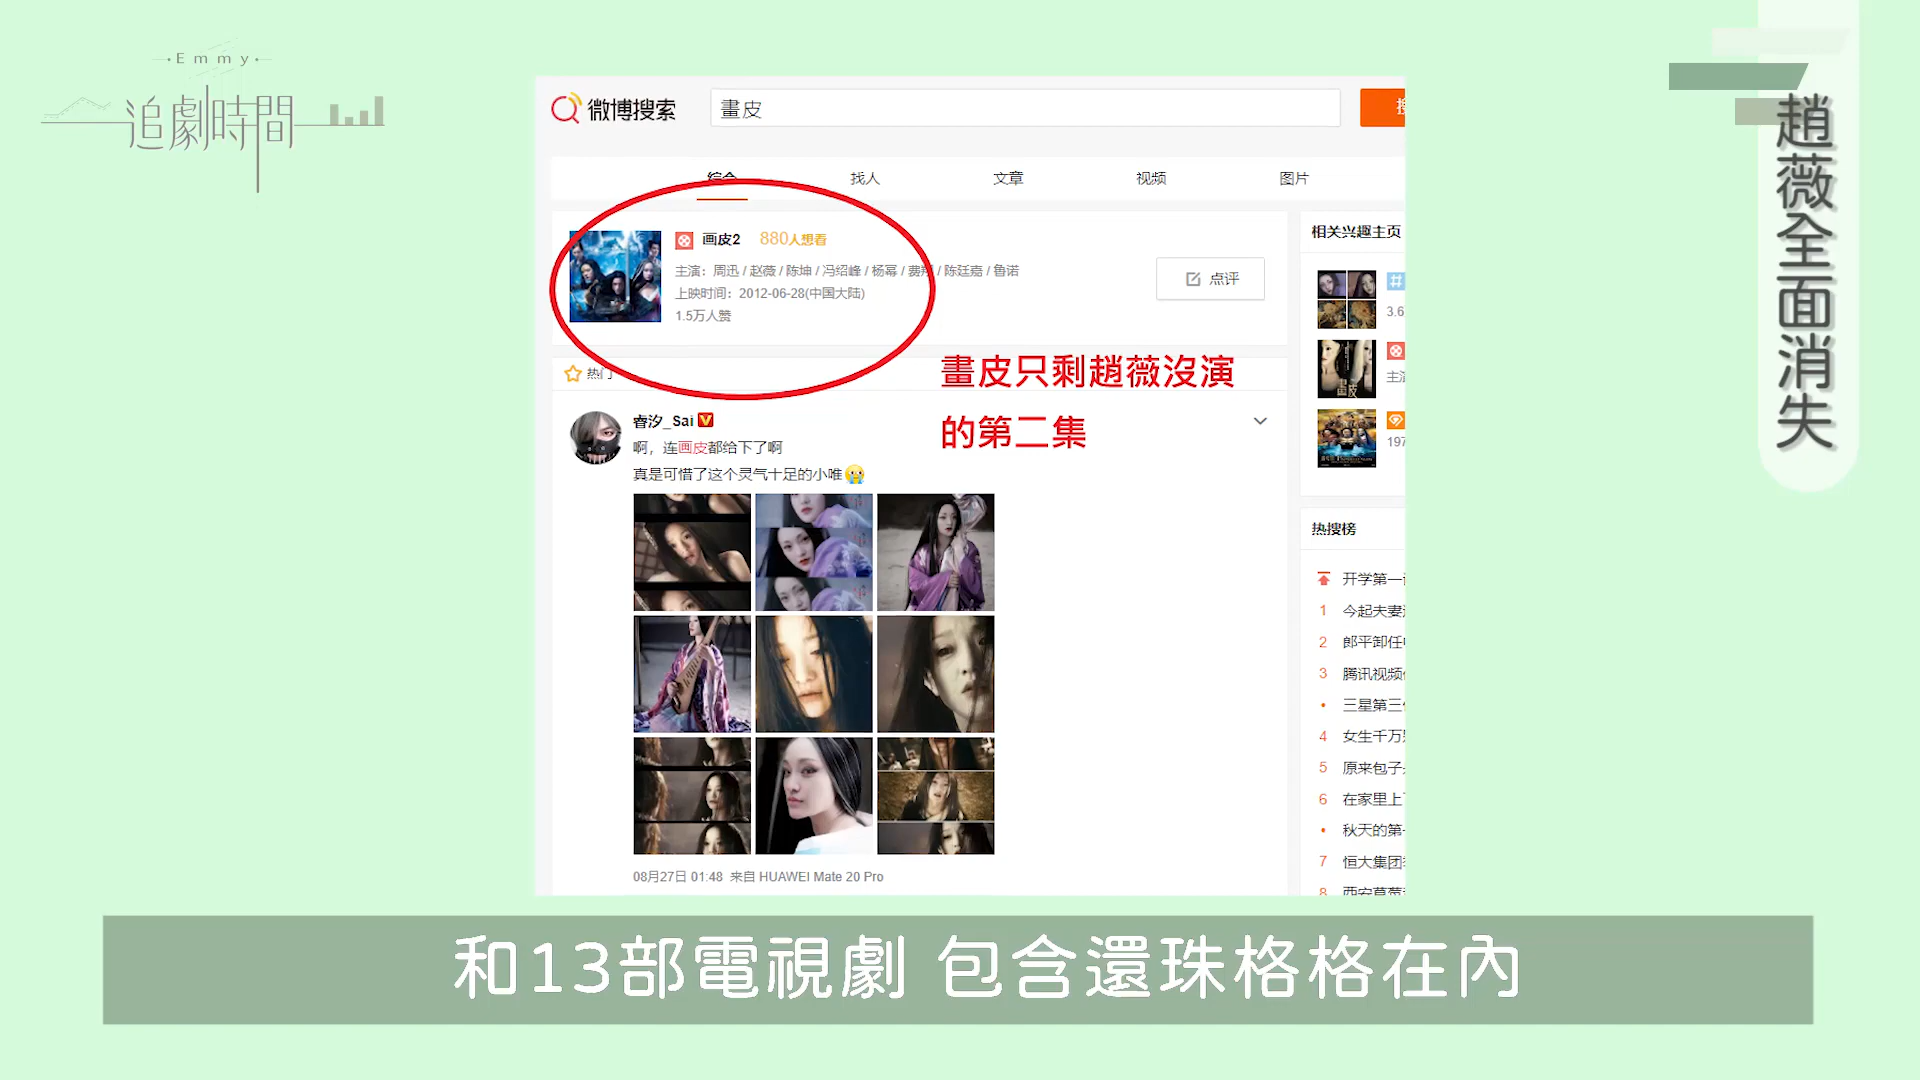 Emmy
追劇時間
趙薇全面消失
微博搜索
畫皮
综合
找人
文章
视频
图片
画皮2 880人想看
主演：周迅 / 赵薇 / 陈坤 / 冯绍峰 / 杨幂 / 费翔 / 陈廷嘉 / 鲁诺
上映时间：2012-06-28(中国大陆)
1.5万人赞
点评
畫皮只剩趙薇沒演
的第二集
热门
睿汐_Sai
啊，连画皮都给下了啊
真是可惜了这个灵气十足的小唯
08月27日 01:48 来自 HUAWEI Mate 20 Pro
相关兴趣主页
3.6
主演
197
热搜榜
开学第一
1 今起夫妻
2 郎平卸任
3 腾讯视频
三星第三
4 女生千万
5 原来包子
6 在家里上
秋天的第
7 恒大集团
8 西安草莓
和13部電視劇 包含還珠格格在內